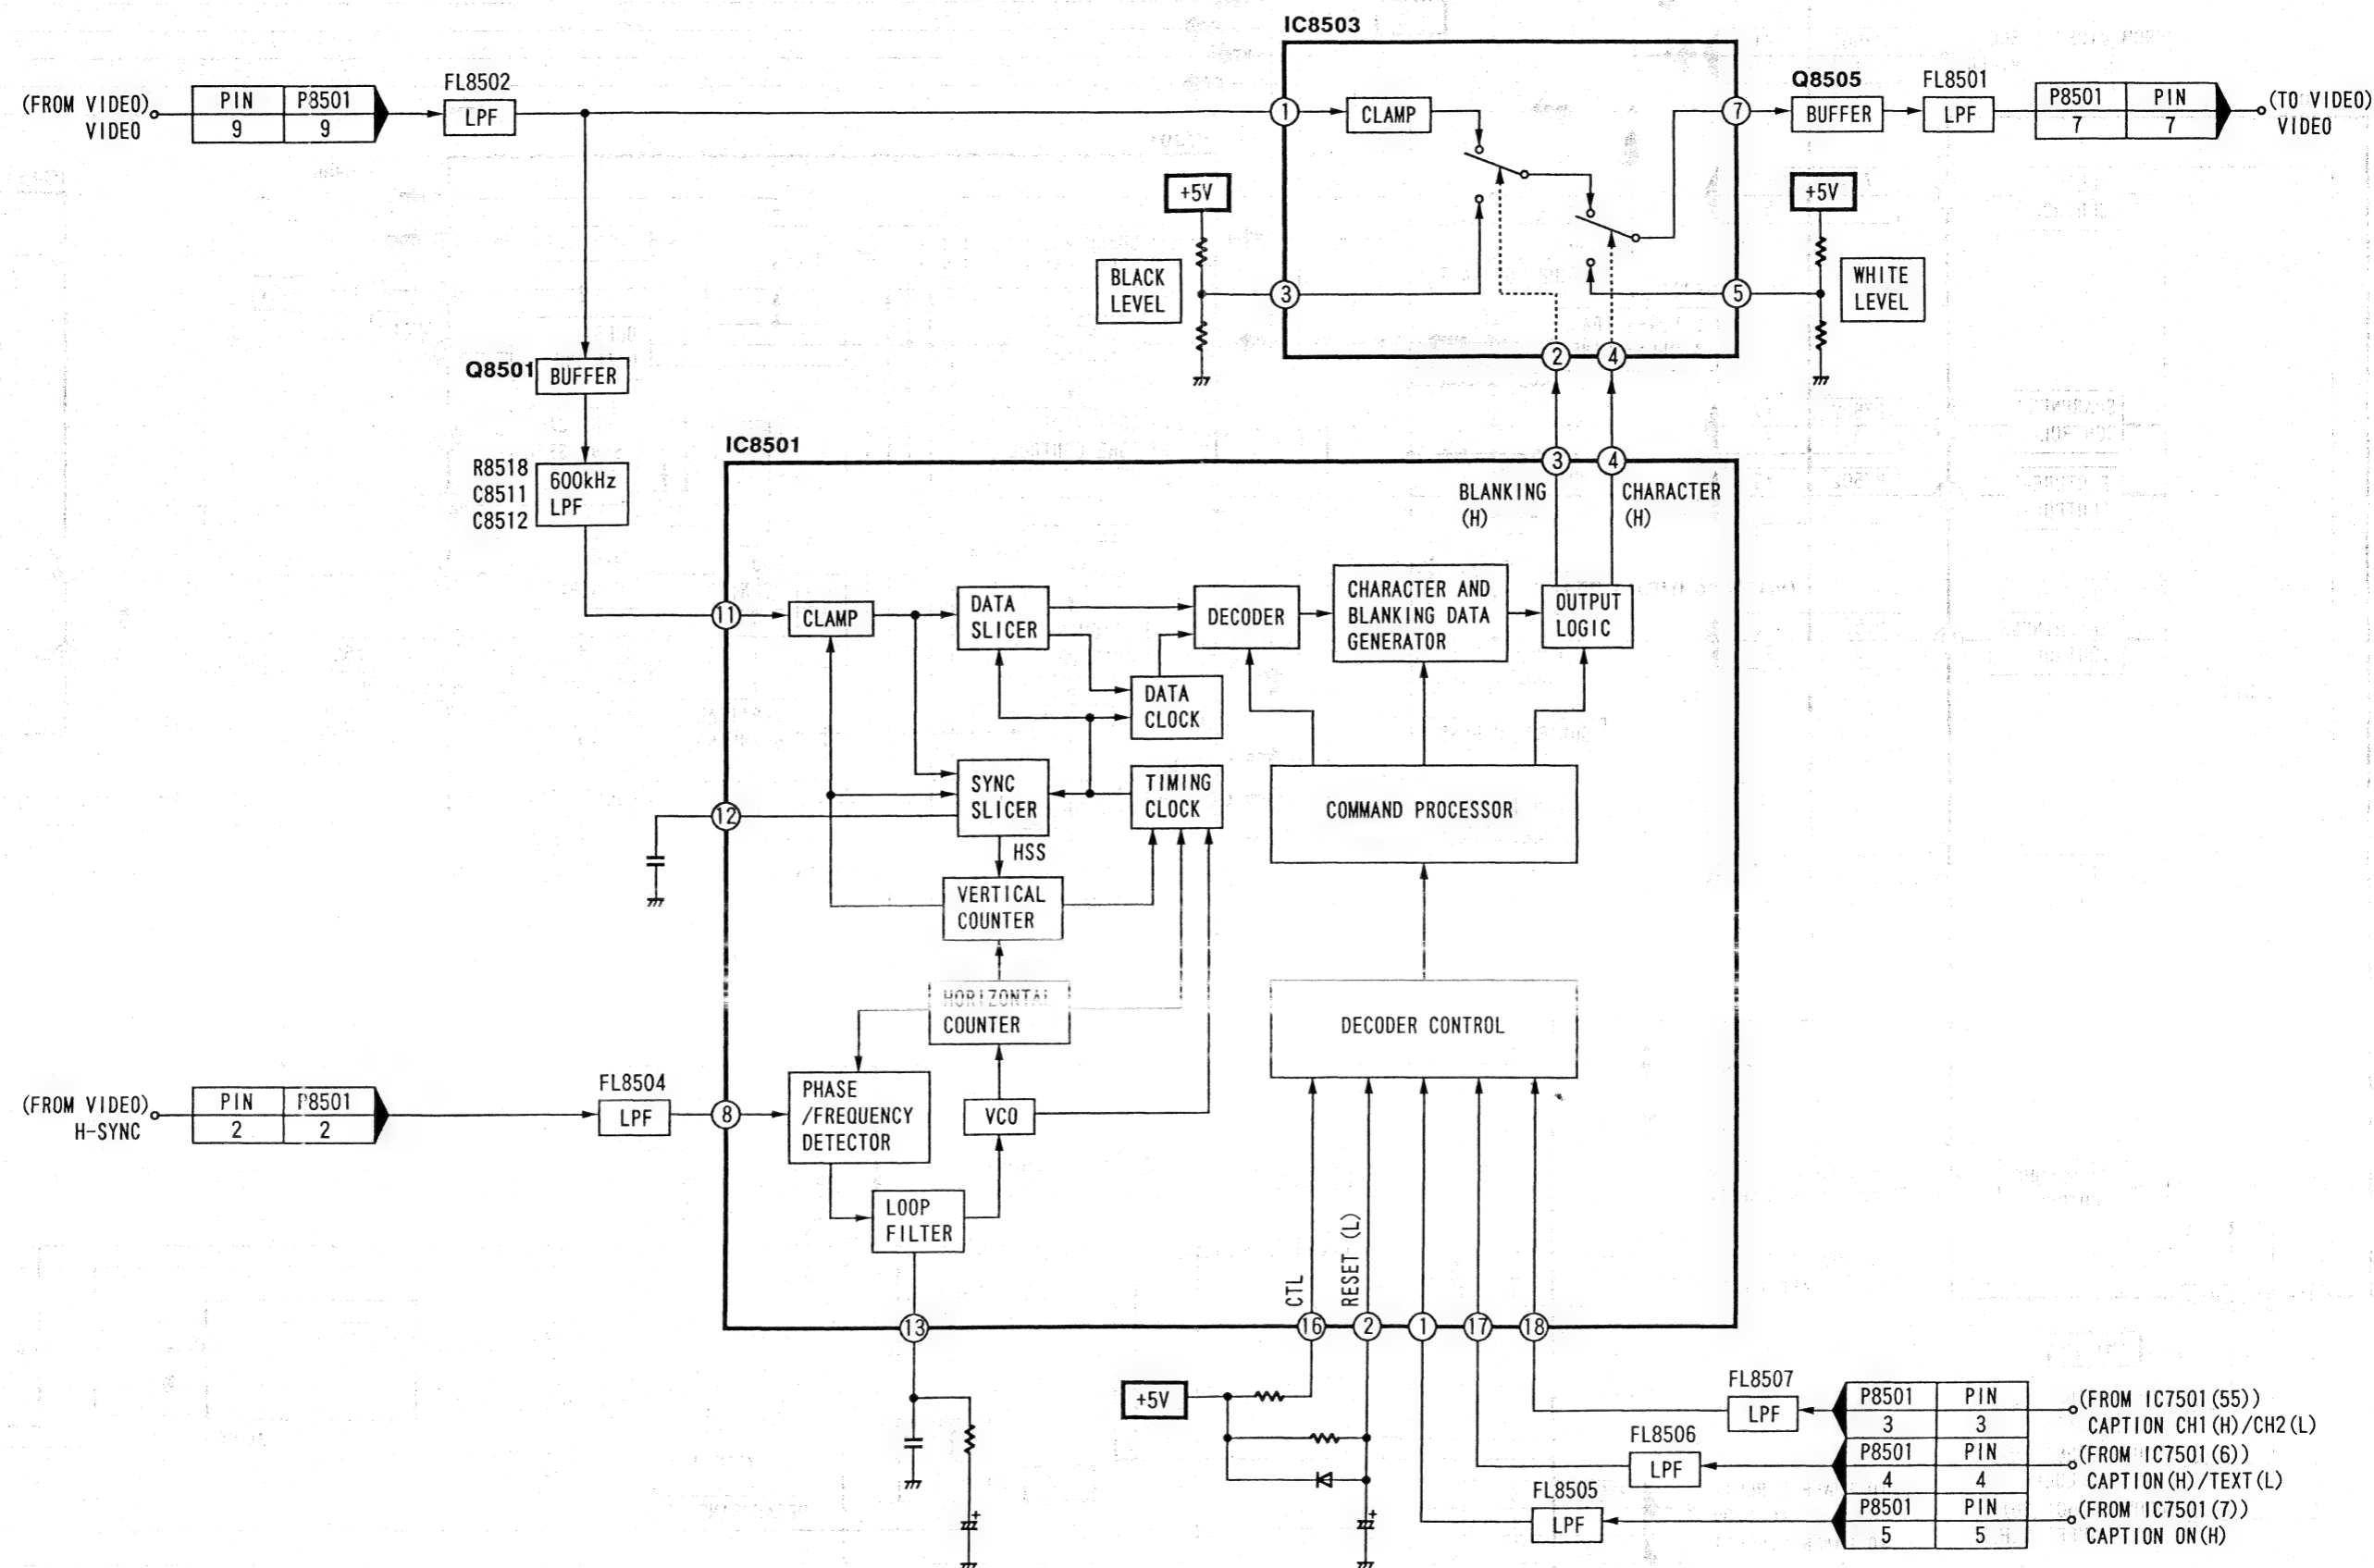 IC8503
(FROM VIDEO)
VIDEO
PIN P8501
9 9
FL8502
LPF
1
CLAMP
7
Q8505
BUFFER
FL8501
LPF
P8501 PIN
7 7
(TO VIDEO)
VIDEO
+5V
BLACK
LEVEL
3
+5V
WHITE
LEVEL
5
2
4
Q8501
BUFFER
R8518
C8511
C8512
600kHz
LPF
IC8501
3
4
BLANKING
(H)
CHARACTER
(H)
11
CLAMP
DATA
SLICER
DECODER
CHARACTER AND
BLANKING DATA
GENERATOR
OUTPUT
LOGIC
DATA
CLOCK
SYNC
SLICER
TIMING
CLOCK
12
HSS
COMMAND PROCESSOR
VERTICAL
COUNTER
HORIZONTAL
COUNTER
DECODER CONTROL
(FROM VIDEO)
H-SYNC
PIN P8501
2 2
FL8504
LPF
8
PHASE
/FREQUENCY
DETECTOR
VCO
LOOP
FILTER
CTL
RESET (L)
13
16
2
1
17
18
+5V
FL8507
LPF
P8501 PIN
3 3
(FROM IC7501(55))
CAPTION CH1(H)/CH2(L)
FL8506
LPF
P8501 PIN
4 4
(FROM IC7501(6))
CAPTION(H)/TEXT(L)
FL8505
LPF
P8501 PIN
5 5
(FROM IC7501(7))
CAPTION ON(H)
+
+